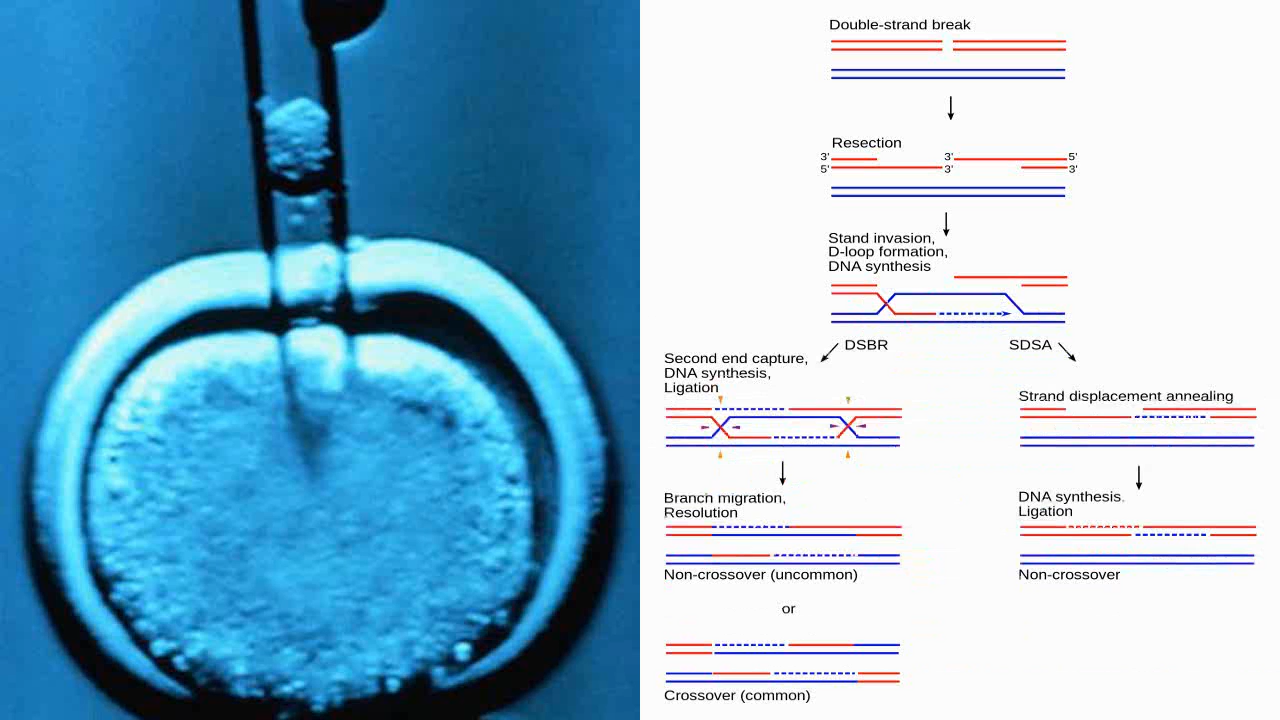 Double-strand break
Resection
3' 3' 5'
5' 3' 3'
Stand invasion,
D-loop formation,
DNA synthesis
DSBR SDSA
Second end capture,
DNA synthesis,
Ligation
Strand displacement annealing
Branch migration,
Resolution
DNA synthesis.
Ligation
Non-crossover (uncommon)
Non-crossover
or
Crossover (common)